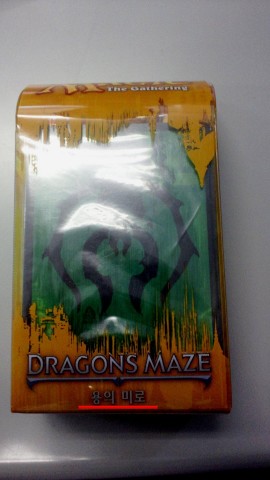 The Gathering
DRAGON'S MAZE
용의 미로